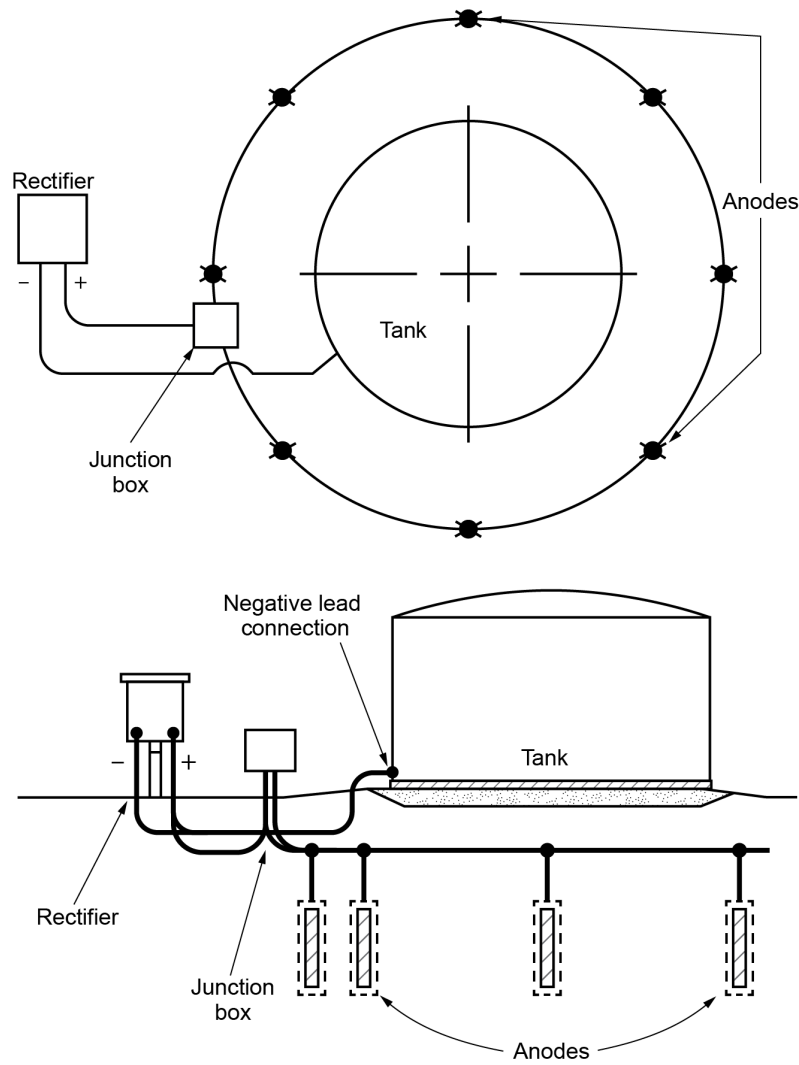 Rectifier
Anodes
− +
Tank
Junction
box
Negative lead
connection
− +
Tank
Rectifier
Junction
box
Anodes